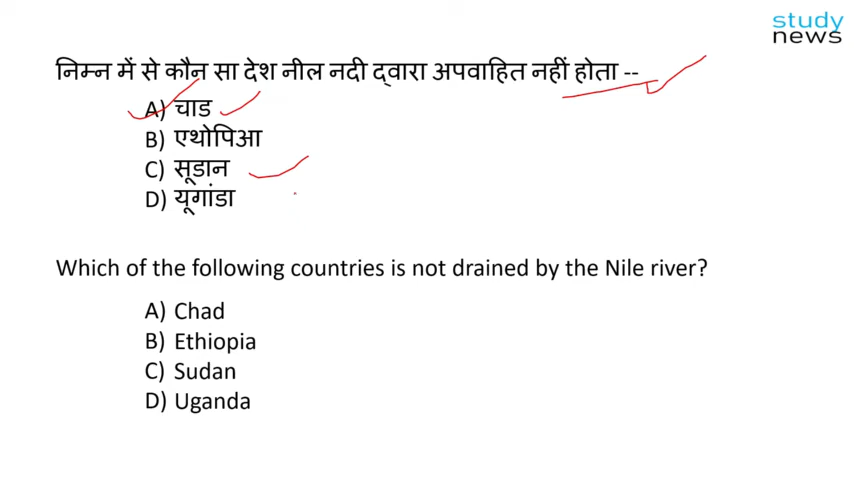 study
news
निम्न में से कौन सा देश नील नदी द्वारा अपवाहित नहीं होता --
A) चाड
B) एथोपिआ
C) सूडान
D) यूगांडा
Which of the following countries is not drained by the Nile river?
A) Chad
B) Ethiopia
C) Sudan
D) Uganda